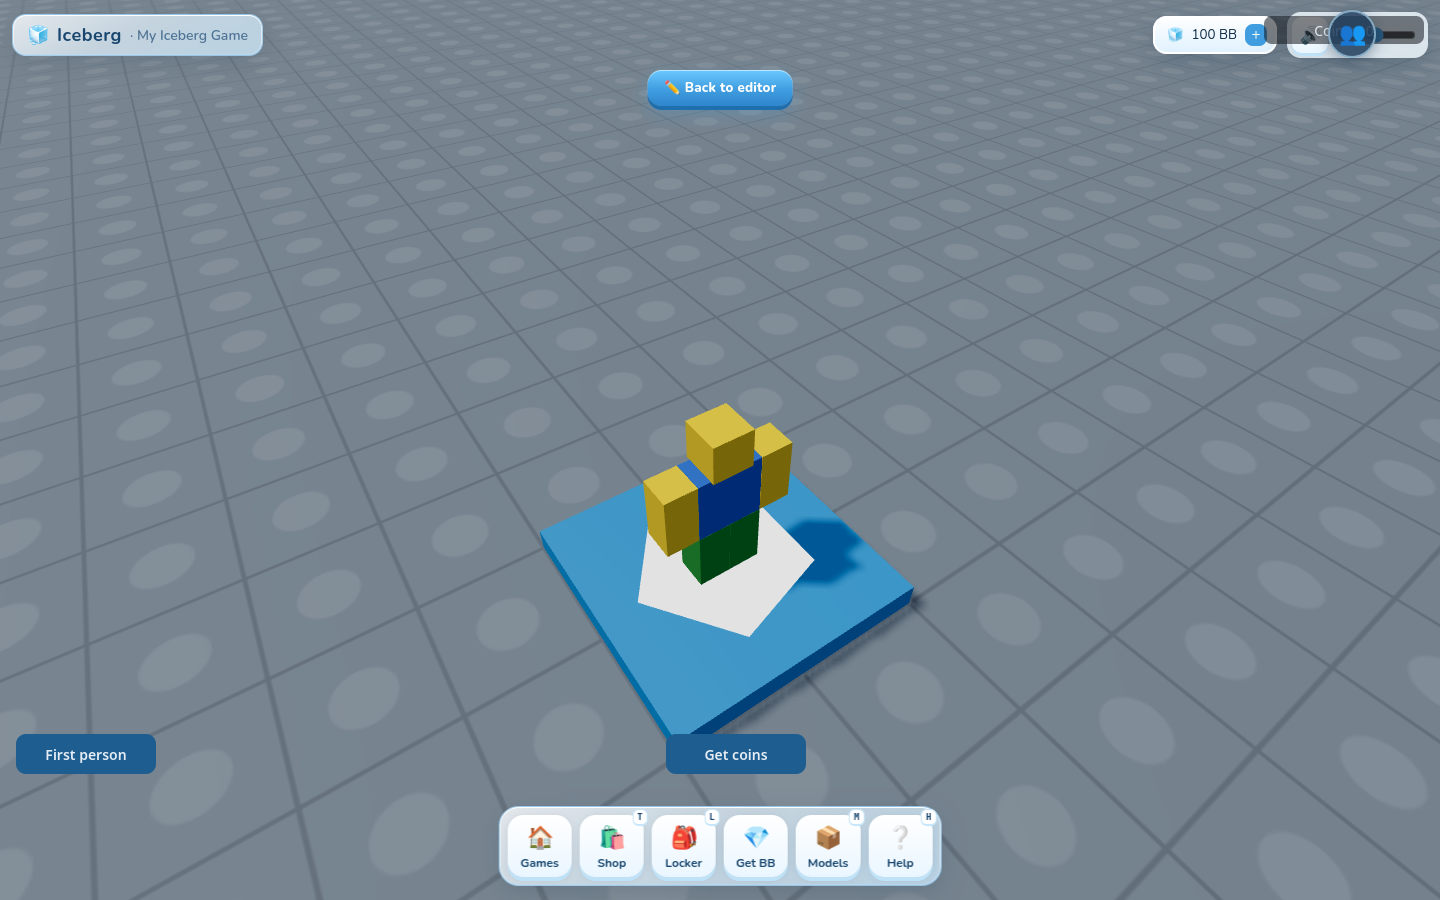 Iceberg · My Iceberg Game
100 BB +
Back to editor
First person
Get coins
T
L
M
H
Games
Shop
Locker
Get BB
Models
Help